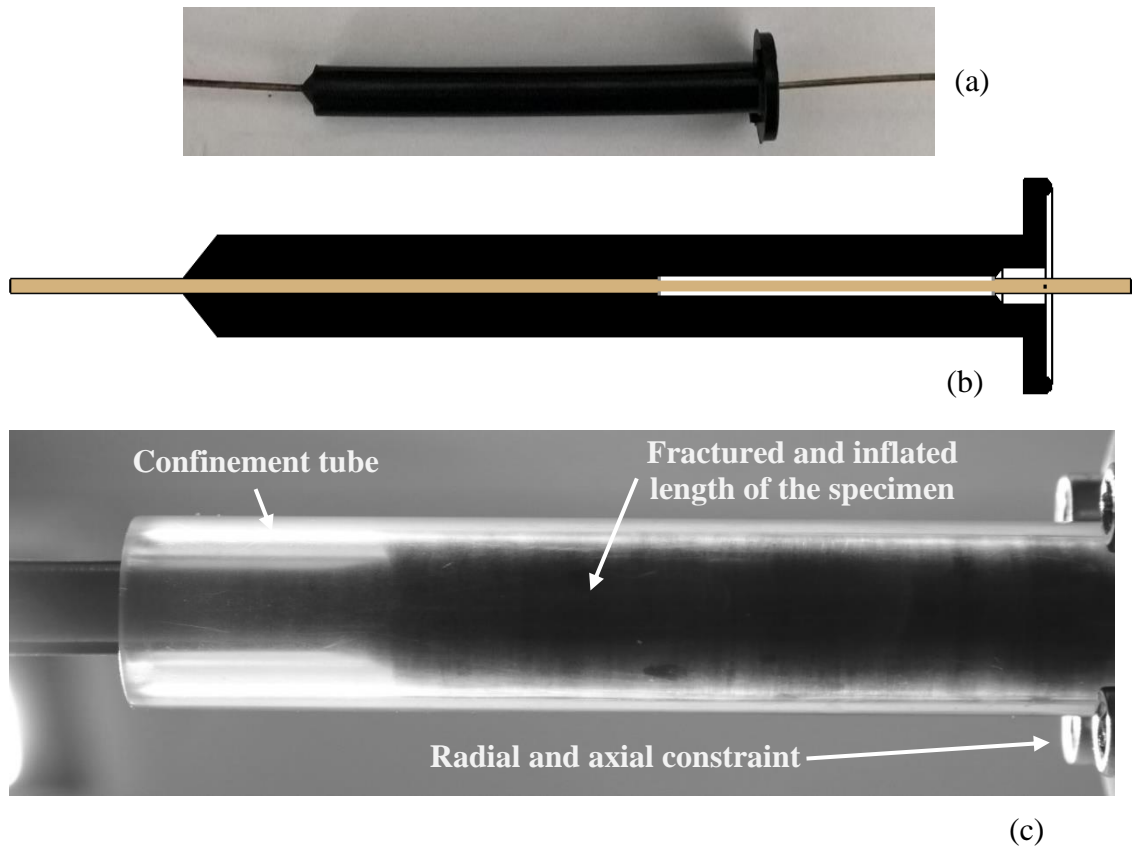 (a)
(b)
Confinement tube
Fractured and inflated
length of the specimen
Radial and axial constraint
(c)